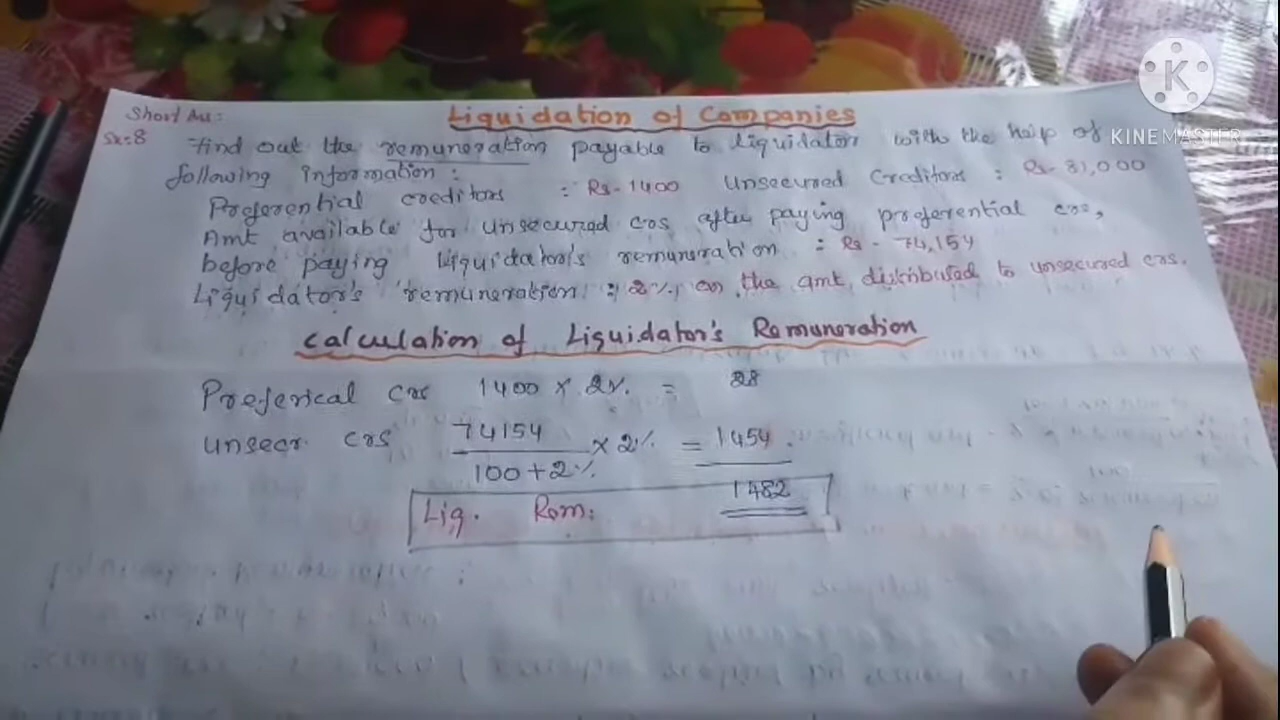 Short Ans:
Liquidation of Companies
Sx:8 Find out the remuneration payable to liquidator with the help of
following information:
Preferential creditors : Rs-1400 Unsecured Creditors : Rs-81,000
Amt available for unsecured crs after paying preferential crs,
before paying liquidator's remuneration : Rs - 74,154
Liquidator's remuneration : 2% on the amt, distributed to unsecured crs.
Calculation of Liquidator's Remuneration
Preferical crs 1400 x 2% = 28
unsecr. crs 74154 / 100+2% x 2% = 1454
1482
Liq. Rem:
K
KINEMASTER